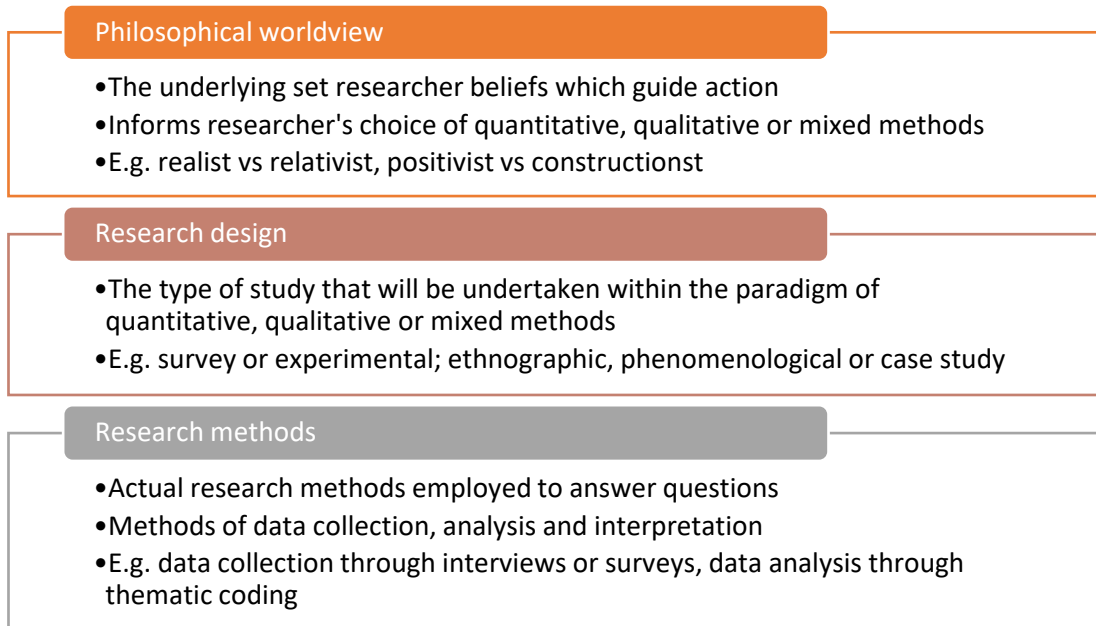 Philosophical worldview
•The underlying set researcher beliefs which guide action
•Informs researcher's choice of quantitative, qualitative or mixed methods
•E.g. realist vs relativist, positivist vs constructionst
Research design
•The type of study that will be undertaken within the paradigm of
quantitative, qualitative or mixed methods
•E.g. survey or experimental; ethnographic, phenomenological or case study
Research methods
•Actual research methods employed to answer questions
•Methods of data collection, analysis and interpretation
•E.g. data collection through interviews or surveys, data analysis through
thematic coding